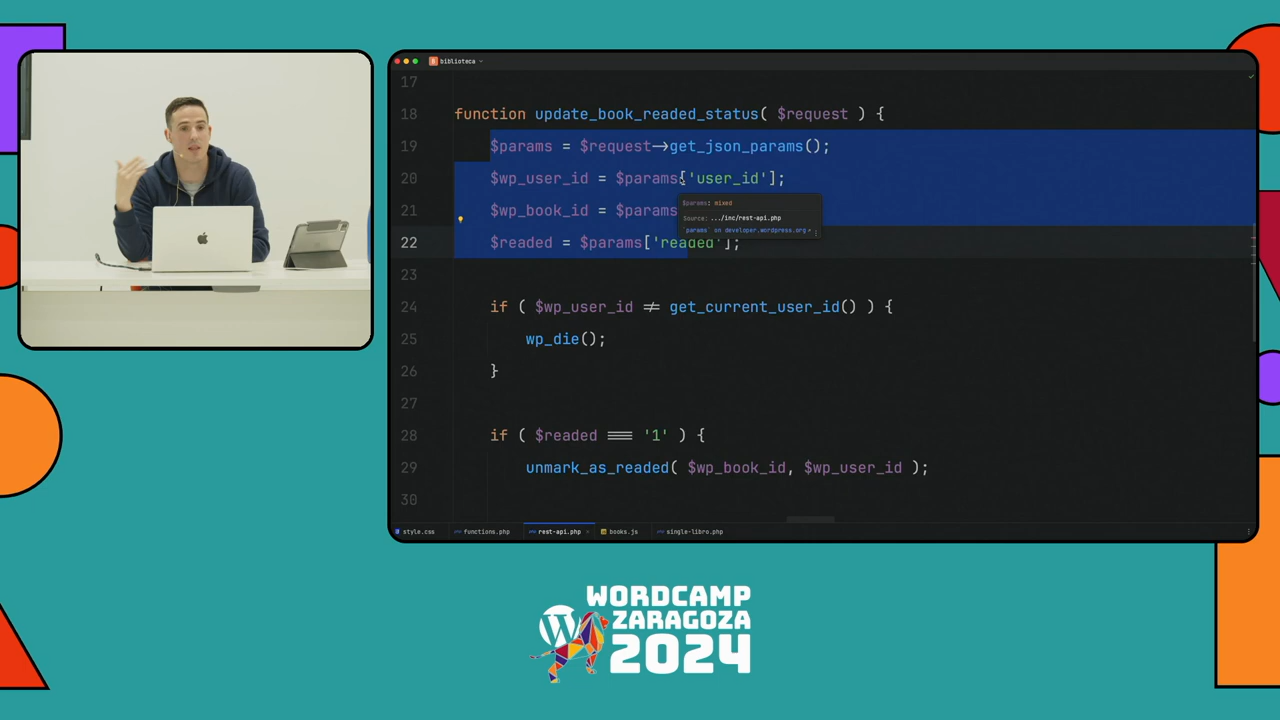 biblioteca
17
18 function update_book_readed_status( $request ) {
19 $params = $request->get_json_params();
20 $wp_user_id = $params['user_id'];
21 $wp_book_id = $params
$params: mixed
Source: .../inc/rest-api.php
`params` on developer.wordpress.org
22 $readed = $params['readed'];
23
24 if ( $wp_user_id != get_current_user_id() ) {
25 wp_die();
26 }
27
28 if ( $readed === '1' ) {
29 unmark_as_readed( $wp_book_id, $wp_user_id );
30
style.css functions.php rest-api.php books.js single-libro.php
WORDCAMP
ZARAGOZA
2024